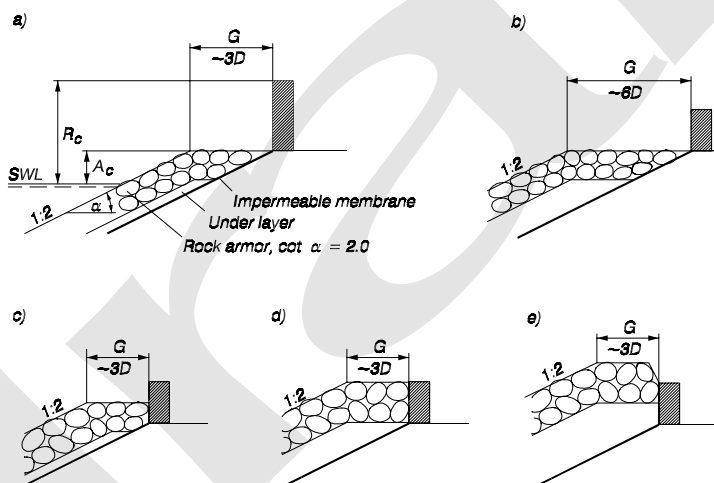 a)
G
~3D
Rc
Ac
SWL
1:2
α
Impermeable membrane
Under layer
Rock armor, cot α = 2.0
b)
G
~6D
1:2
c)
G
~3D
1:2
d)
G
~3D
1:2
e)
G
~3D
1:2